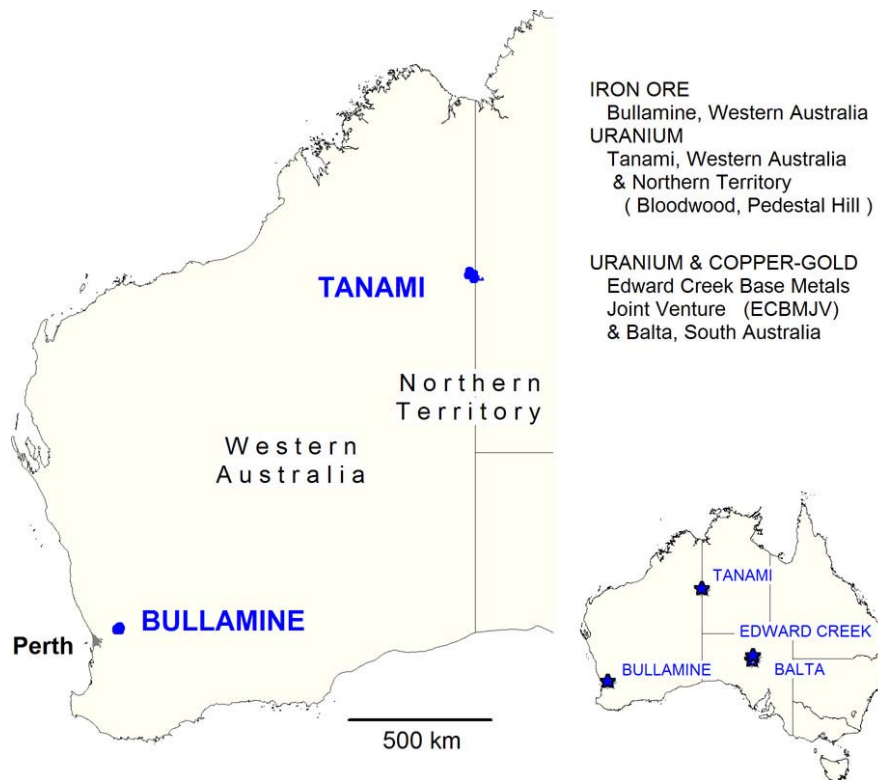 IRON ORE
Bullamine, Western Australia
URANIUM
Tanami, Western Australia
& Northern Territory
( Bloodwood, Pedestal Hill )
URANIUM & COPPER-GOLD
Edward Creek Base Metals
Joint Venture (ECBMJV)
& Balta, South Australia
TANAMI
Northern
Territory
Western
Australia
BULLAMINE
Perth
500 km
TANAMI
EDWARD CREEK
BULLAMINE
BALTA